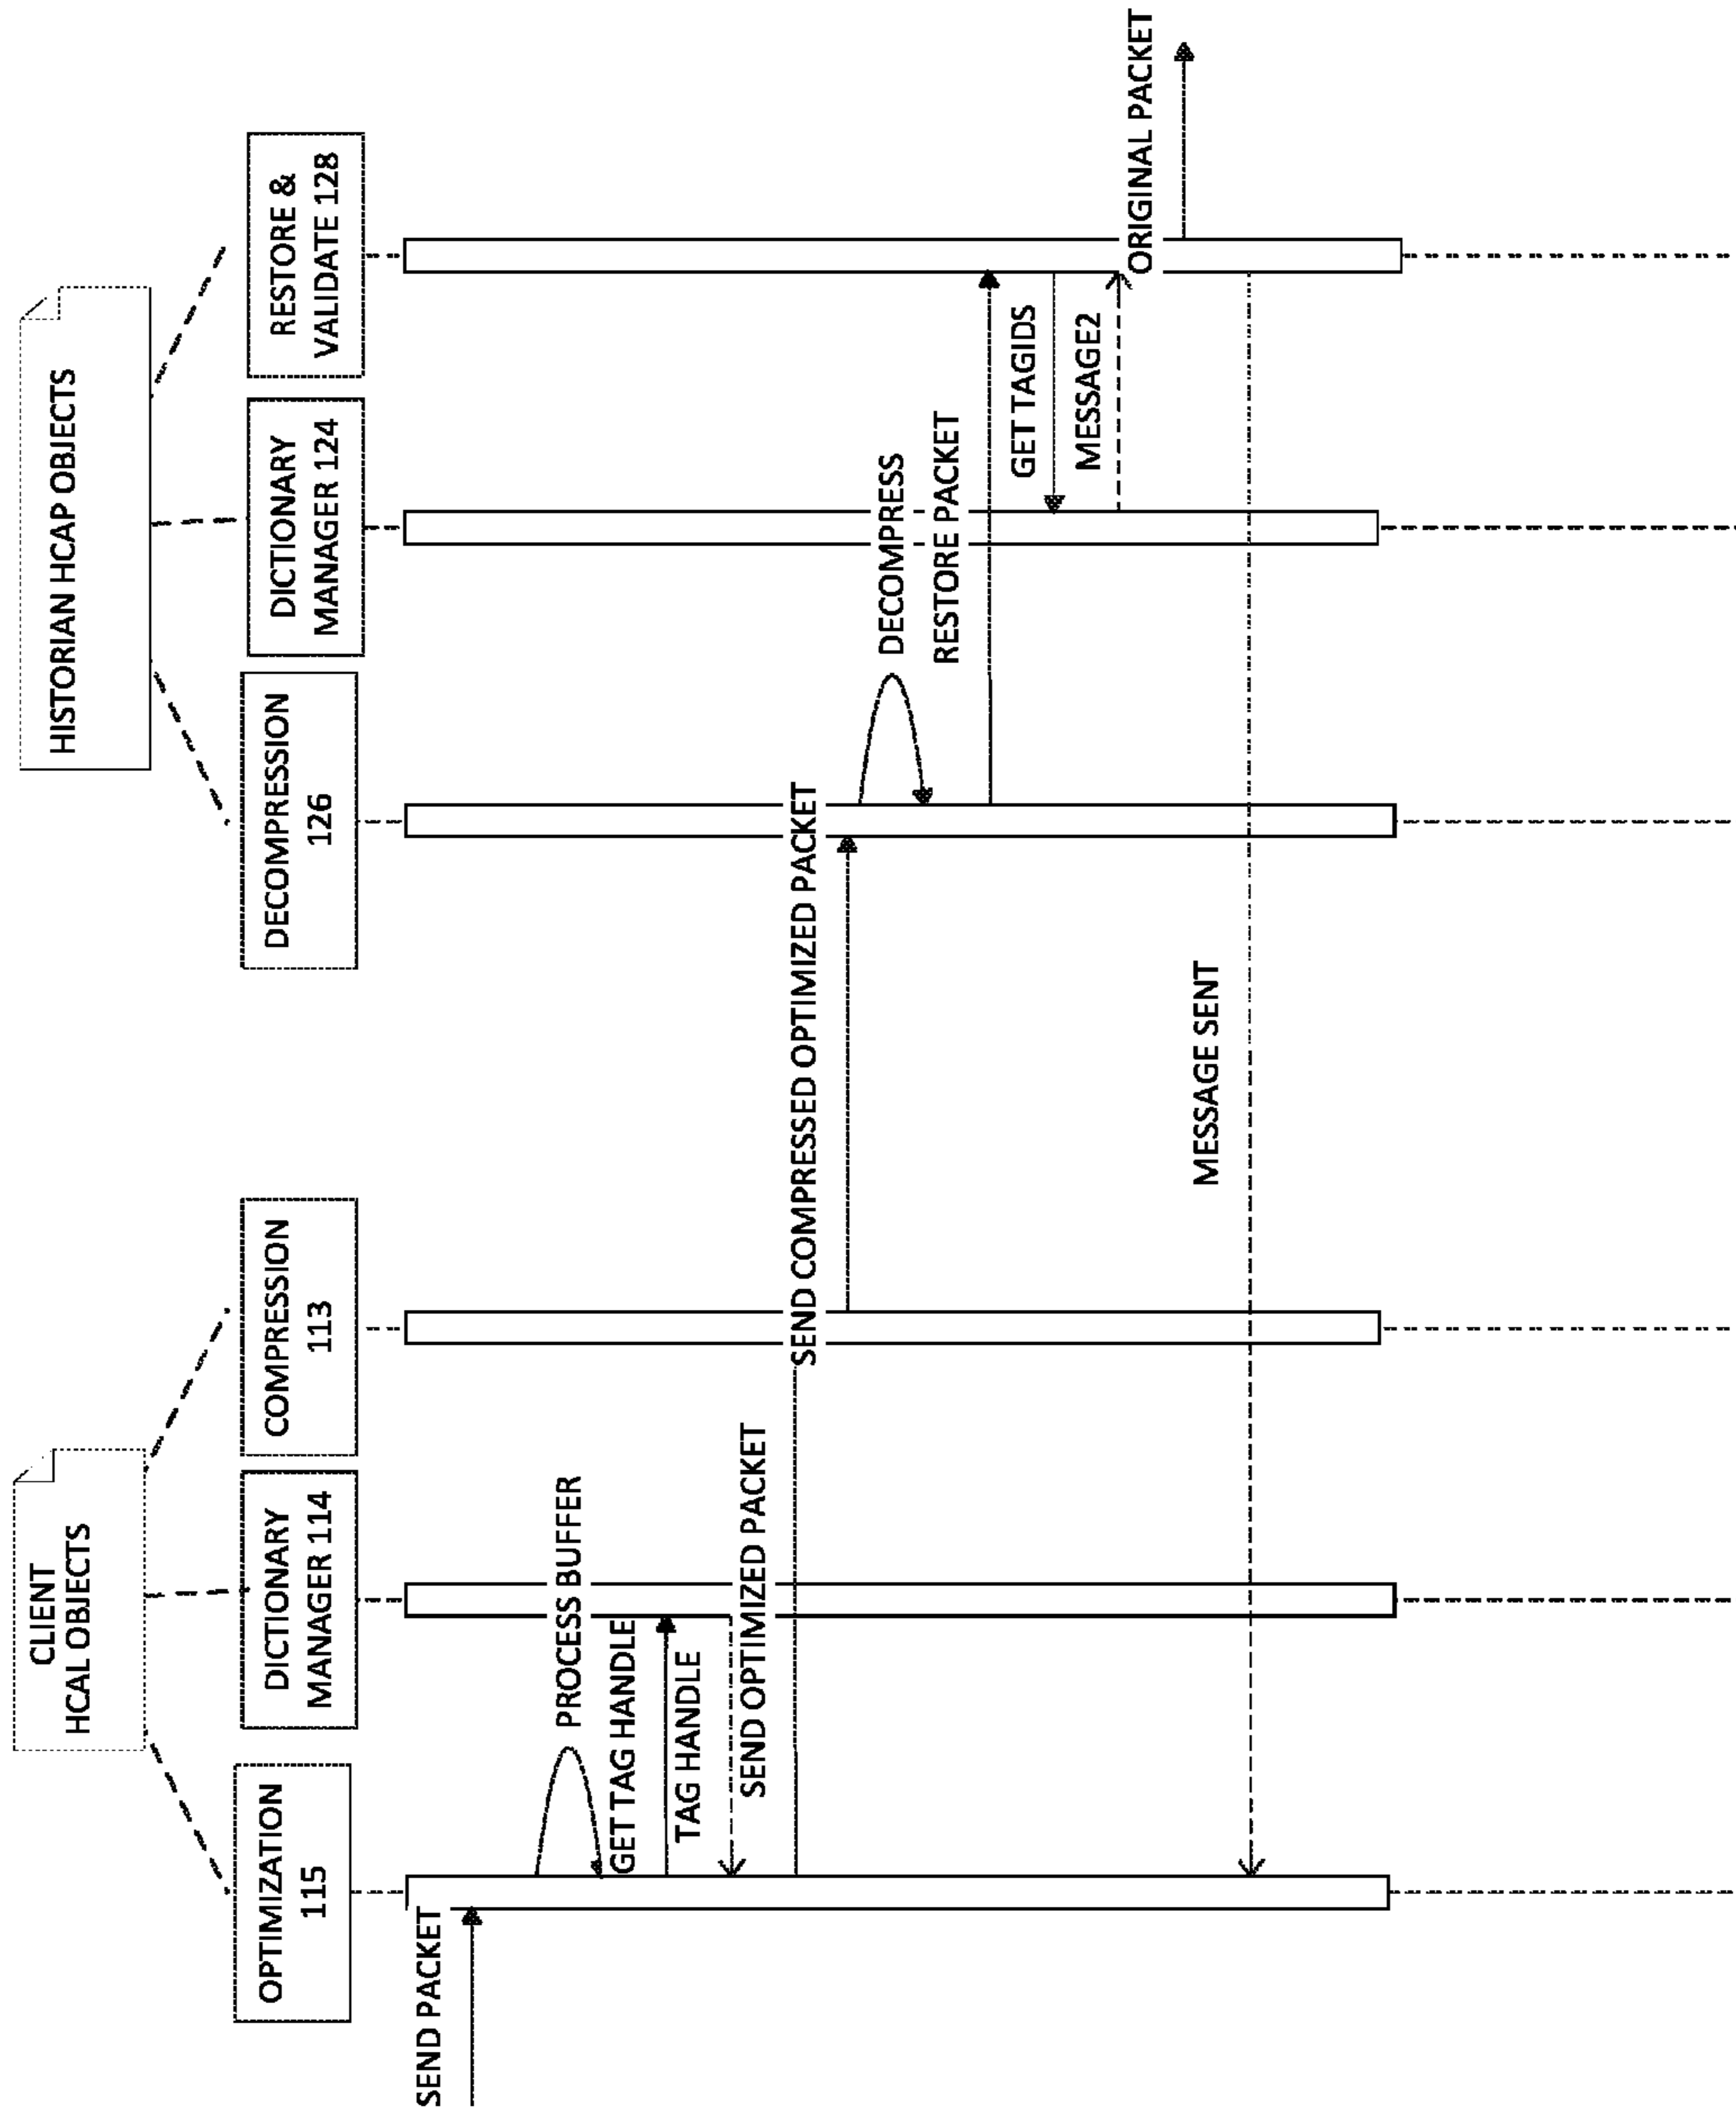 CLIENT
HCAL OBJECTS
HISTORIAN HCAP OBJECTS
OPTIMIZATION
115
DICTIONARY
MANAGER 114
COMPRESSION
113
DECOMPRESSION
126
DICTIONARY
MANAGER 124
RESTORE &
VALIDATE 128
SEND PACKET
PROCESS BUFFER
GET TAG HANDLE
TAG HANDLE
SEND OPTIMIZED PACKET
SEND COMPRESSED OPTIMIZED PACKET
DECOMPRESS
RESTORE PACKET
GET TAGIDS
MESSAGE2
ORIGINAL PACKET
MESSAGE SENT